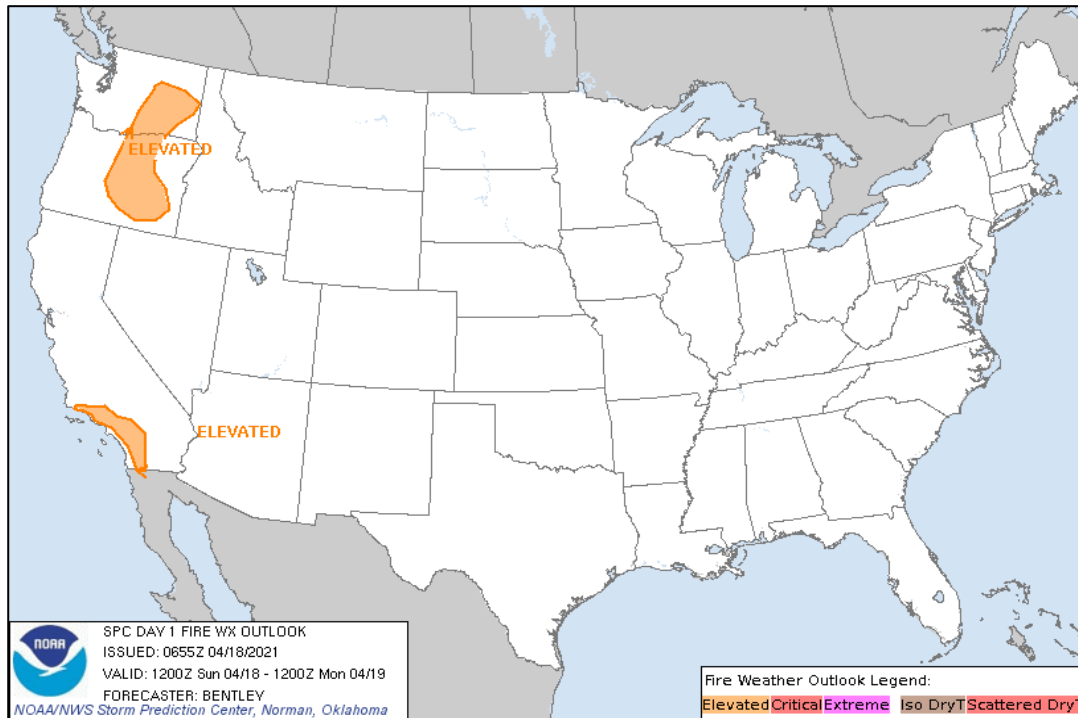 ELEVATED
ELEVATED
NOAA
SPC DAY 1 FIRE WX OUTLOOK
ISSUED: 0655Z 04/18/2021
VALID: 1200Z Sun 04/18 - 1200Z Mon 04/19
FORECASTER: BENTLEY
NOAA/NWS Storm Prediction Center, Norman, Oklahoma
Fire Weather Outlook Legend:
Elevated Critical Extreme Iso DryT Scattered DryT